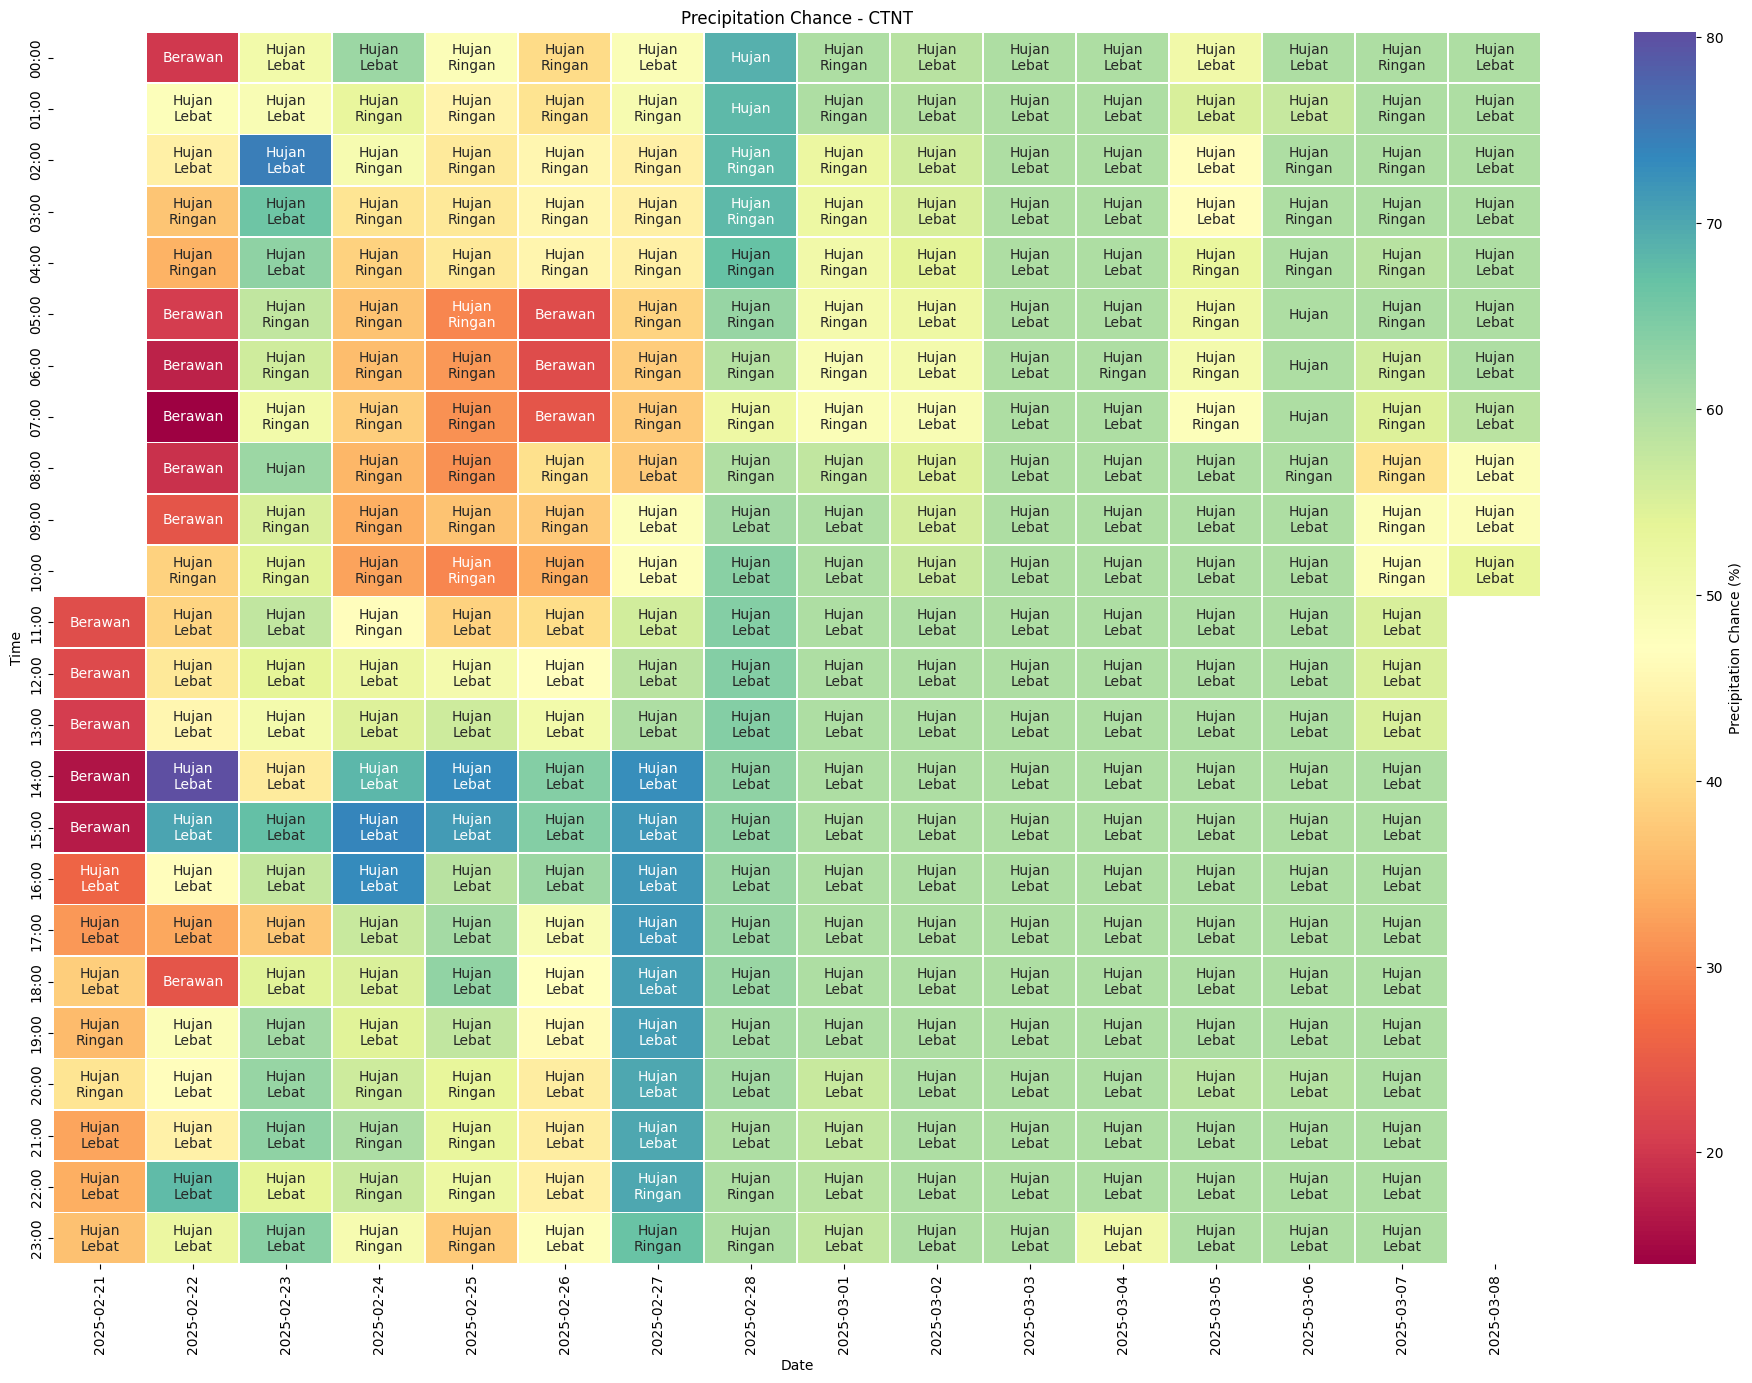 Precipitation Chance - CTNT
00:00 Berawan Hujan Lebat Hujan Lebat Hujan Ringan Hujan Ringan Hujan Lebat Hujan Hujan Ringan Hujan Lebat Hujan Lebat Hujan Lebat Hujan Lebat Hujan Lebat Hujan Ringan Hujan Lebat
01:00 Hujan Lebat Hujan Lebat Hujan Ringan Hujan Ringan Hujan Ringan Hujan Ringan Hujan Hujan Ringan Hujan Lebat Hujan Lebat Hujan Lebat Hujan Lebat Hujan Lebat Hujan Ringan Hujan Lebat
02:00 Hujan Lebat Hujan Lebat Hujan Ringan Hujan Ringan Hujan Ringan Hujan Ringan Hujan Ringan Hujan Ringan Hujan Lebat Hujan Lebat Hujan Lebat Hujan Lebat Hujan Ringan Hujan Ringan Hujan Lebat
03:00 Hujan Ringan Hujan Lebat Hujan Ringan Hujan Ringan Hujan Ringan Hujan Ringan Hujan Ringan Hujan Ringan Hujan Lebat Hujan Lebat Hujan Lebat Hujan Lebat Hujan Ringan Hujan Ringan Hujan Lebat
04:00 Hujan Ringan Hujan Lebat Hujan Ringan Hujan Ringan Hujan Ringan Hujan Ringan Hujan Ringan Hujan Ringan Hujan Lebat Hujan Lebat Hujan Lebat Hujan Ringan Hujan Ringan Hujan Ringan Hujan Lebat
05:00 Berawan Hujan Ringan Hujan Ringan Hujan Ringan Berawan Hujan Ringan Hujan Ringan Hujan Ringan Hujan Lebat Hujan Lebat Hujan Lebat Hujan Ringan Hujan Hujan Ringan Hujan Lebat
06:00 Berawan Hujan Ringan Hujan Ringan Hujan Ringan Berawan Hujan Ringan Hujan Ringan Hujan Ringan Hujan Lebat Hujan Lebat Hujan Ringan Hujan Ringan Hujan Hujan Ringan Hujan Lebat
07:00 Berawan Hujan Ringan Hujan Ringan Hujan Ringan Berawan Hujan Ringan Hujan Ringan Hujan Ringan Hujan Lebat Hujan Lebat Hujan Lebat Hujan Ringan Hujan Hujan Ringan Hujan Lebat
08:00 Berawan Hujan Hujan Ringan Hujan Ringan Hujan Ringan Hujan Lebat Hujan Ringan Hujan Ringan Hujan Lebat Hujan Lebat Hujan Lebat Hujan Lebat Hujan Ringan Hujan Ringan Hujan Lebat
09:00 Berawan Hujan Ringan Hujan Ringan Hujan Ringan Hujan Ringan Hujan Lebat Hujan Lebat Hujan Lebat Hujan Lebat Hujan Lebat Hujan Lebat Hujan Lebat Hujan Lebat Hujan Ringan Hujan Lebat
10:00 Hujan Ringan Hujan Ringan Hujan Ringan Hujan Ringan Hujan Ringan Hujan Lebat Hujan Lebat Hujan Lebat Hujan Lebat Hujan Lebat Hujan Lebat Hujan Lebat Hujan Lebat Hujan Ringan Hujan Lebat
11:00 Berawan Hujan Lebat Hujan Lebat Hujan Ringan Hujan Lebat Hujan Lebat Hujan Lebat Hujan Lebat Hujan Lebat Hujan Lebat Hujan Lebat Hujan Lebat Hujan Lebat Hujan Lebat Hujan Lebat
12:00 Berawan Hujan Lebat Hujan Lebat Hujan Lebat Hujan Lebat Hujan Lebat Hujan Lebat Hujan Lebat Hujan Lebat Hujan Lebat Hujan Lebat Hujan Lebat Hujan Lebat Hujan Lebat Hujan Lebat
13:00 Berawan Hujan Lebat Hujan Lebat Hujan Lebat Hujan Lebat Hujan Lebat Hujan Lebat Hujan Lebat Hujan Lebat Hujan Lebat Hujan Lebat Hujan Lebat Hujan Lebat Hujan Lebat Hujan Lebat
14:00 Berawan Hujan Lebat Hujan Lebat Hujan Lebat Hujan Lebat Hujan Lebat Hujan Lebat Hujan Lebat Hujan Lebat Hujan Lebat Hujan Lebat Hujan Lebat Hujan Lebat Hujan Lebat Hujan Lebat
15:00 Berawan Hujan Lebat Hujan Lebat Hujan Lebat Hujan Lebat Hujan Lebat Hujan Lebat Hujan Lebat Hujan Lebat Hujan Lebat Hujan Lebat Hujan Lebat Hujan Lebat Hujan Lebat Hujan Lebat
16:00 Hujan Lebat Hujan Lebat Hujan Lebat Hujan Lebat Hujan Lebat Hujan Lebat Hujan Lebat Hujan Lebat Hujan Lebat Hujan Lebat Hujan Lebat Hujan Lebat Hujan Lebat Hujan Lebat Hujan Lebat
17:00 Hujan Lebat Hujan Lebat Hujan Lebat Hujan Lebat Hujan Lebat Hujan Lebat Hujan Lebat Hujan Lebat Hujan Lebat Hujan Lebat Hujan Lebat Hujan Lebat Hujan Lebat Hujan Lebat Hujan Lebat
18:00 Hujan Lebat Berawan Hujan Lebat Hujan Lebat Hujan Lebat Hujan Lebat Hujan Lebat Hujan Lebat Hujan Lebat Hujan Lebat Hujan Lebat Hujan Lebat Hujan Lebat Hujan Lebat Hujan Lebat
19:00 Hujan Ringan Hujan Lebat Hujan Lebat Hujan Lebat Hujan Lebat Hujan Lebat Hujan Lebat Hujan Lebat Hujan Lebat Hujan Lebat Hujan Lebat Hujan Lebat Hujan Lebat Hujan Lebat Hujan Lebat
20:00 Hujan Ringan Hujan Lebat Hujan Lebat Hujan Ringan Hujan Ringan Hujan Lebat Hujan Lebat Hujan Lebat Hujan Lebat Hujan Lebat Hujan Lebat Hujan Lebat Hujan Lebat Hujan Lebat Hujan Lebat
21:00 Hujan Lebat Hujan Lebat Hujan Lebat Hujan Ringan Hujan Ringan Hujan Lebat Hujan Lebat Hujan Lebat Hujan Lebat Hujan Lebat Hujan Lebat Hujan Lebat Hujan Lebat Hujan Lebat Hujan Lebat
22:00 Hujan Lebat Hujan Lebat Hujan Lebat Hujan Ringan Hujan Ringan Hujan Lebat Hujan Ringan Hujan Ringan Hujan Lebat Hujan Lebat Hujan Lebat Hujan Lebat Hujan Lebat Hujan Lebat Hujan Lebat
23:00 Hujan Lebat Hujan Lebat Hujan Lebat Hujan Ringan Hujan Ringan Hujan Lebat Hujan Ringan Hujan Ringan Hujan Lebat Hujan Lebat Hujan Lebat Hujan Lebat Hujan Lebat Hujan Lebat Hujan Lebat
Time
2025-02-21 2025-02-22 2025-02-23 2025-02-24 2025-02-25 2025-02-26 2025-02-27 2025-02-28 2025-03-01 2025-03-02 2025-03-03 2025-03-04 2025-03-05 2025-03-06 2025-03-07 2025-03-08
Date
80
70
60
50
40
30
20
Precipitation Chance (%)